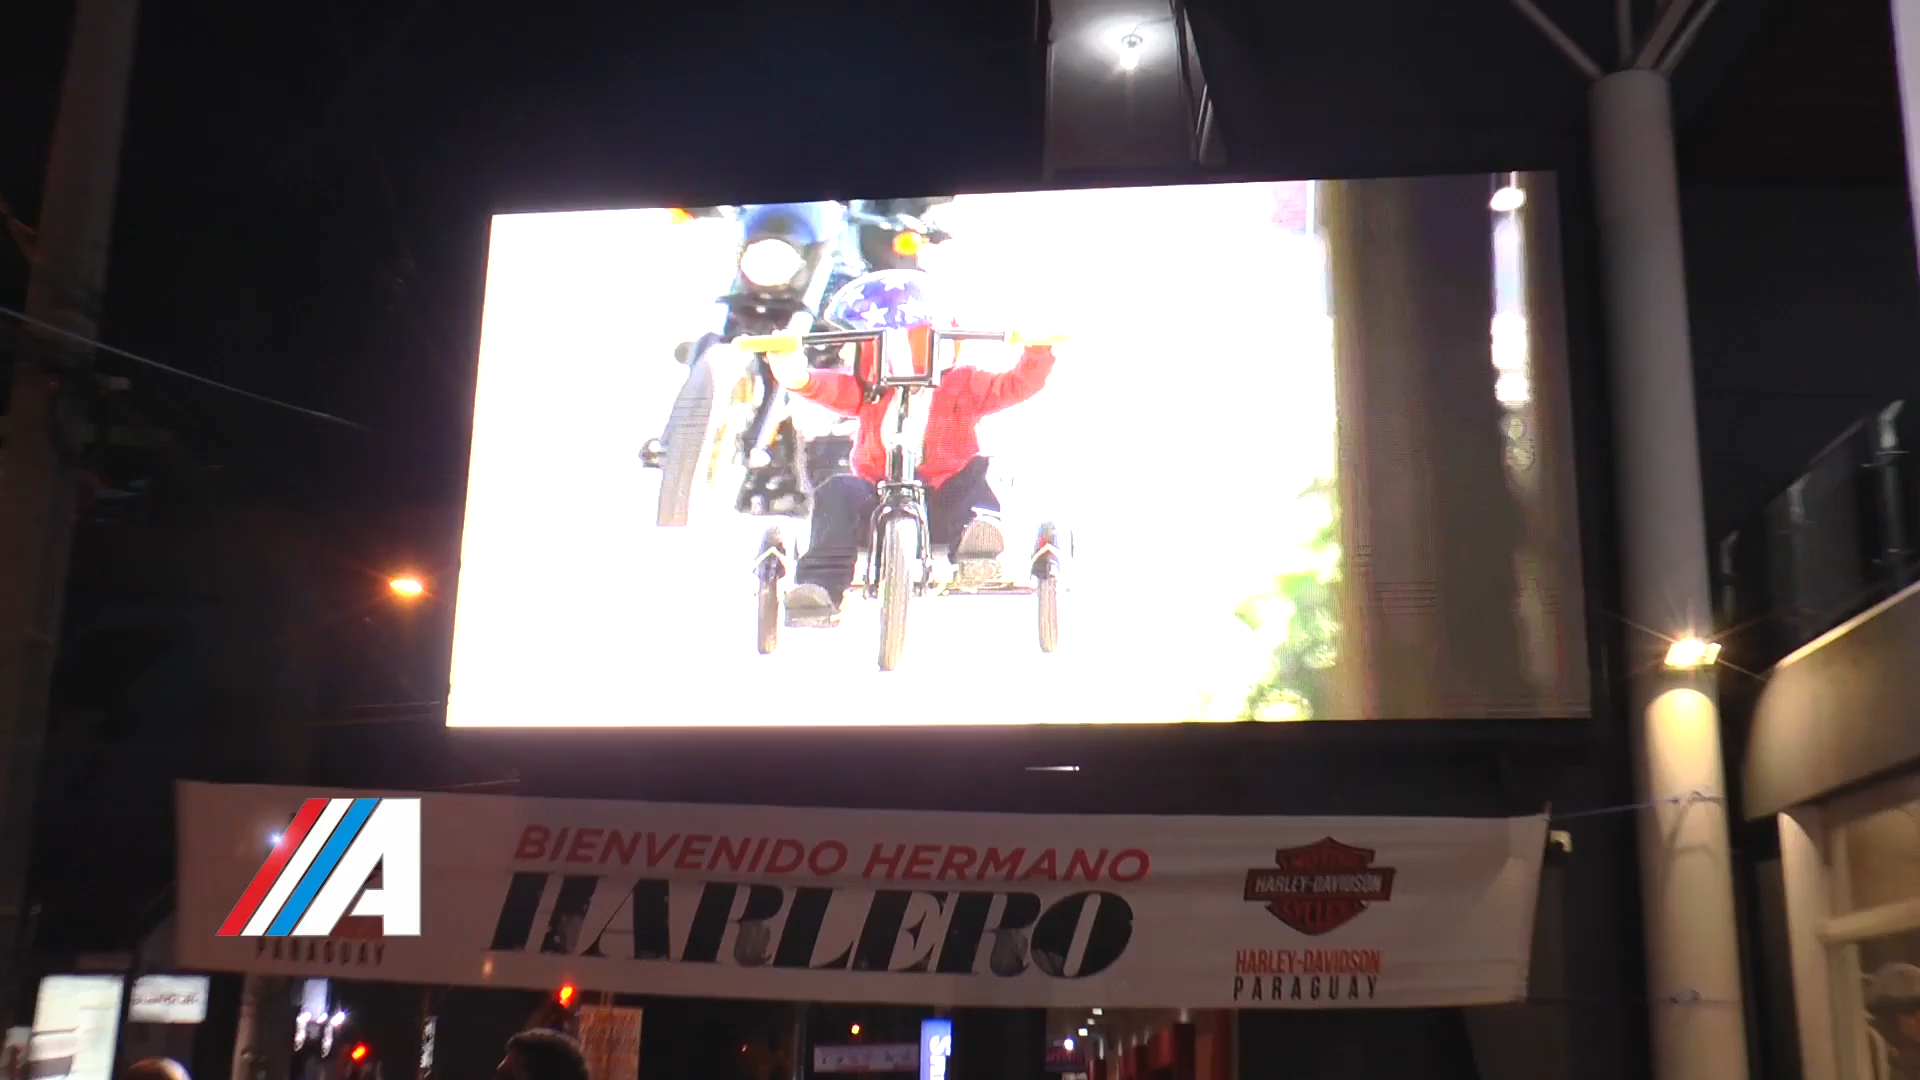 BIENVENIDO HERMANO
HARLERO
MOTOR
HARLEY-DAVIDSON
CYCLES
HARLEY-DAVIDSON
PARAGUAY
A
PARAGUAY